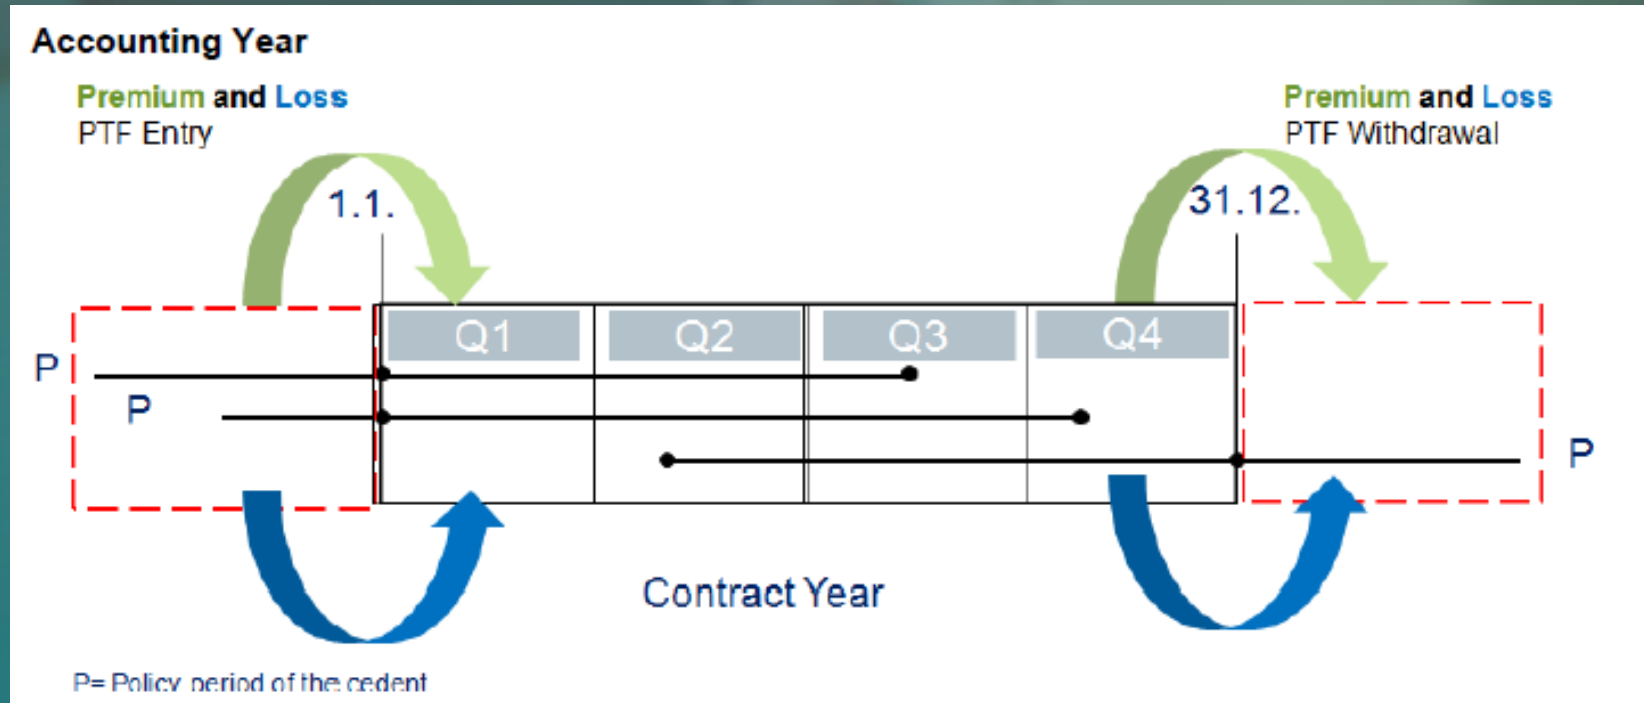 Accounting Year
Premium and Loss
PTF Entry
Premium and Loss
PTF Withdrawal
1.1.
31.12.
Q1
Q2
Q3
Q4
P
P
P
Contract Year
P= Policy period of the cedent